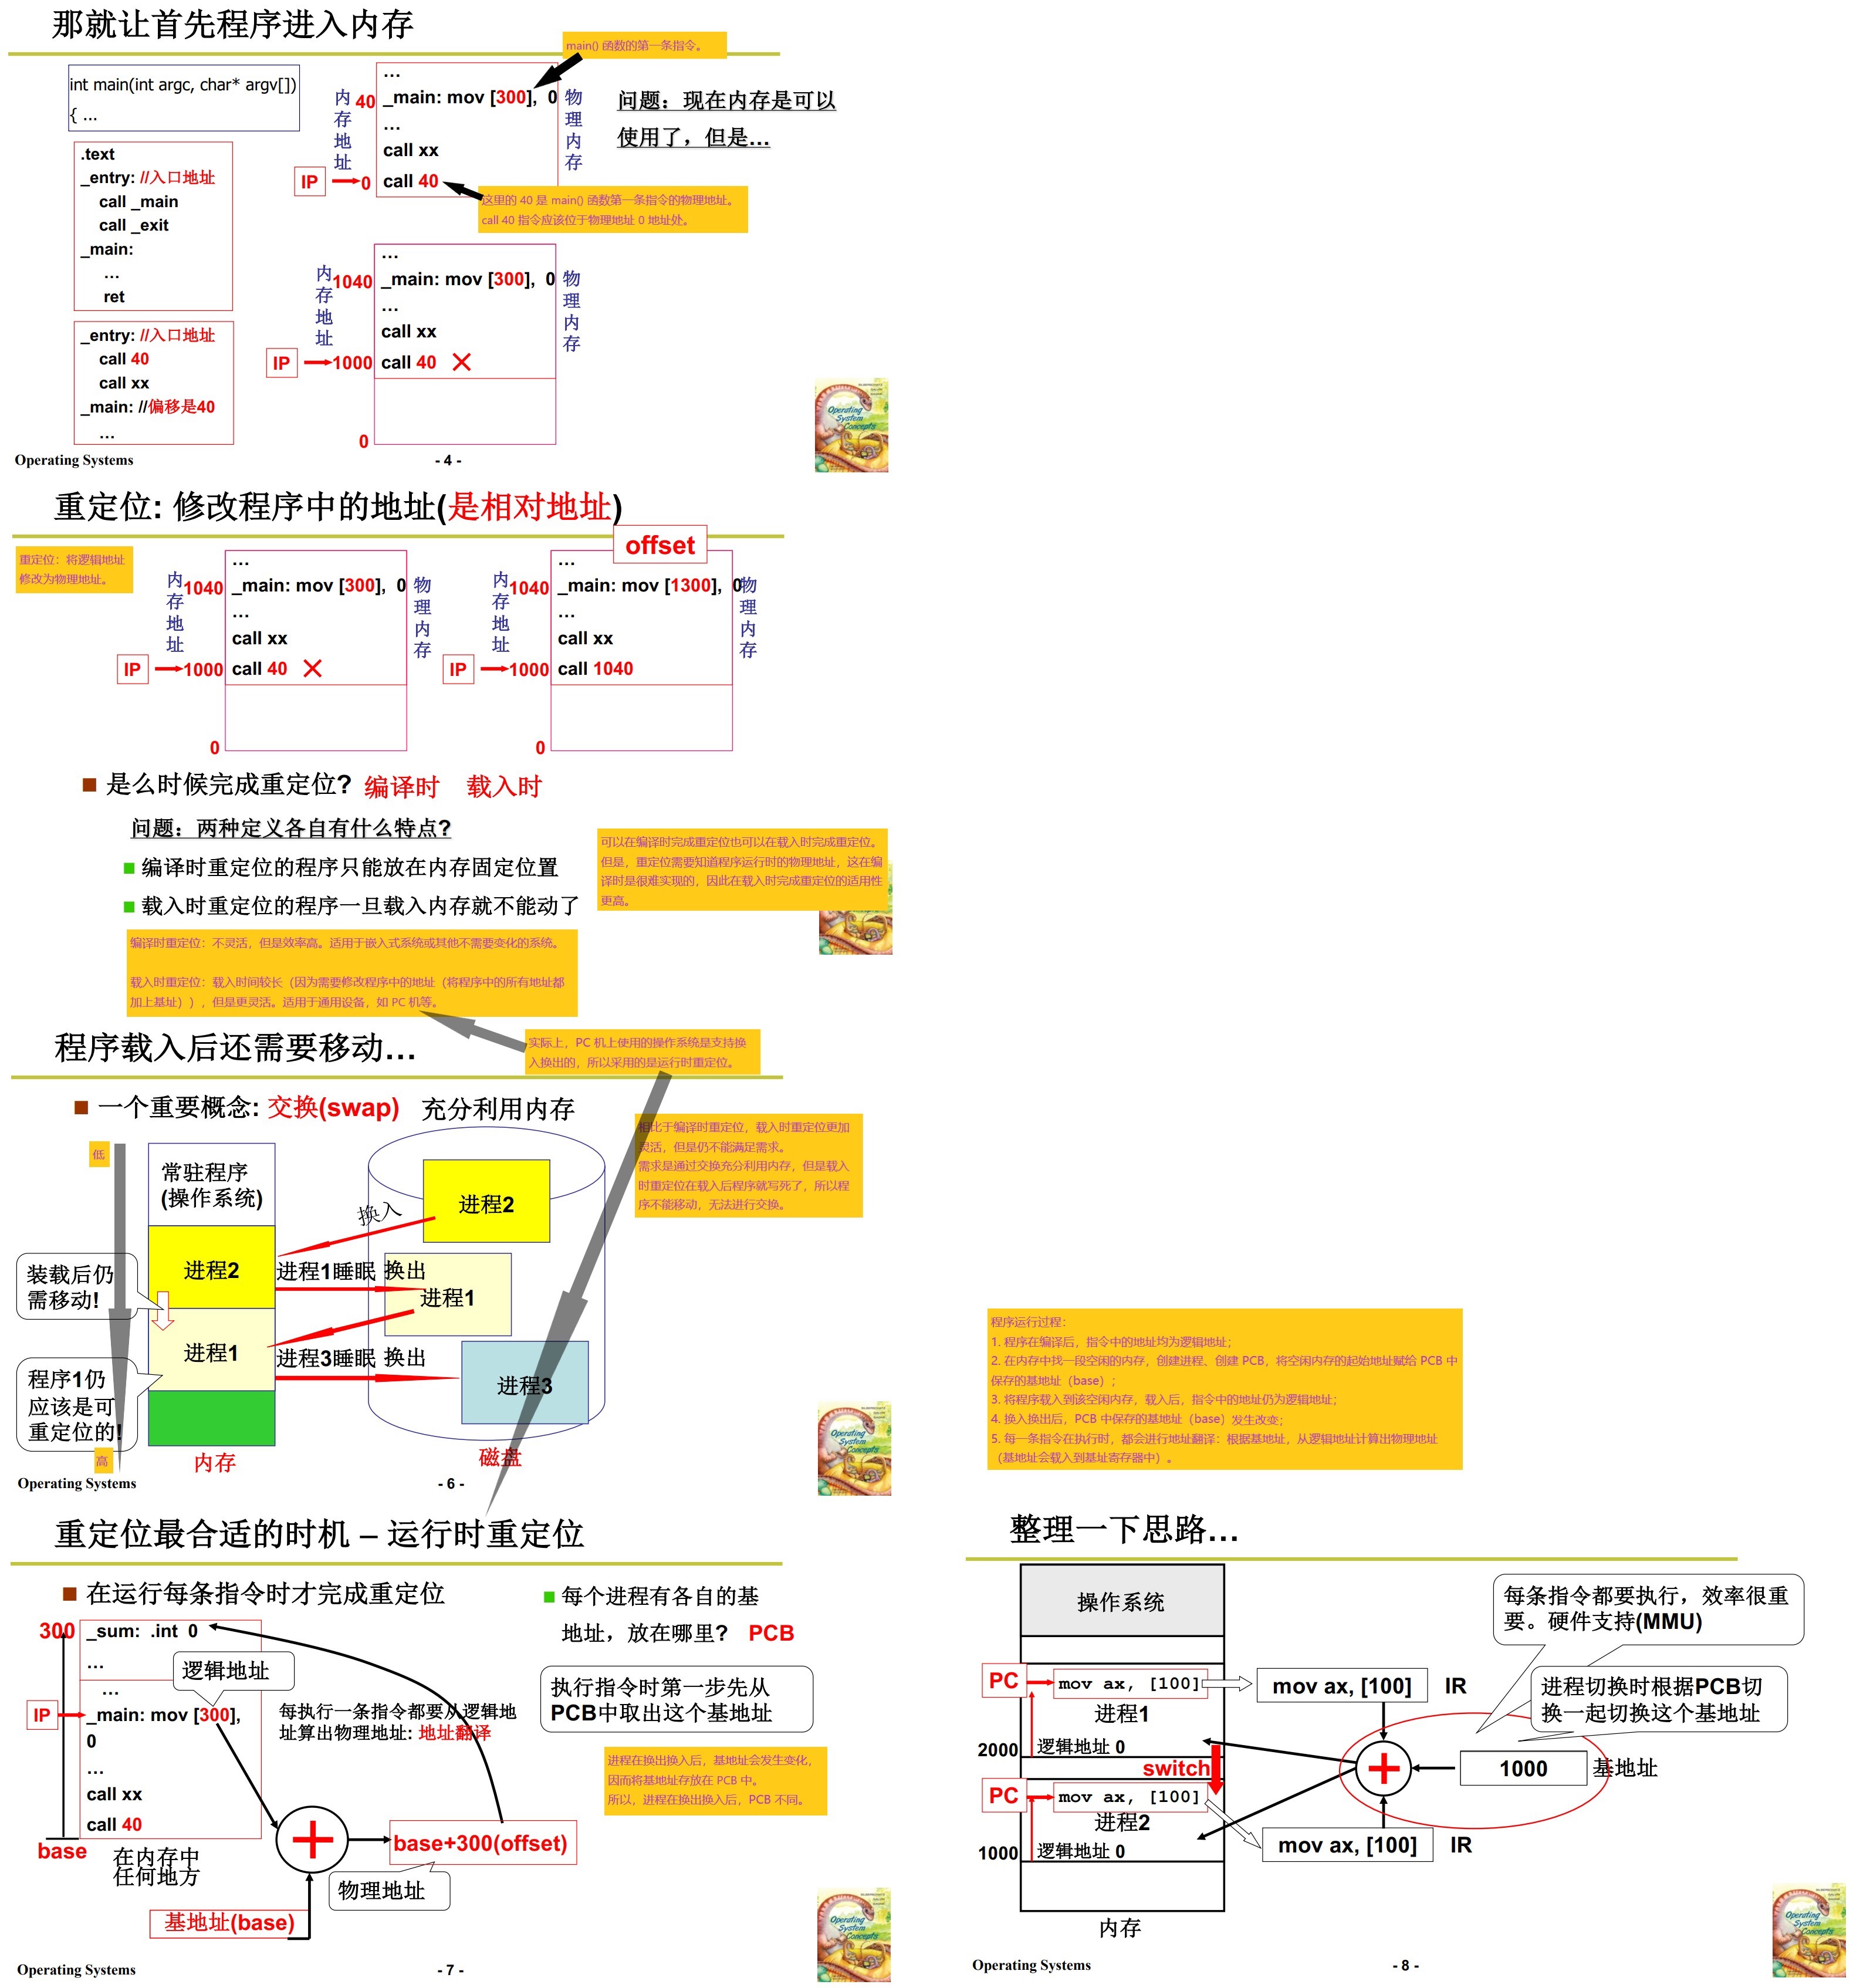 那就让首先程序进入内存
main() 函数的第一条指令。
int main(int argc, char* argv[])
{ ...
.text
_entry: //入口地址
call _main
call _exit
_main:
...
ret
_entry: //入口地址
call 40
call xx
_main: //偏移是40
...
内存地址
40
0
IP
...
_main: mov [300], 0
...
call xx
call 40
物理内存
问题：现在内存是可以
使用了，但是...
这里的 40 是 main() 函数第一条指令的物理地址。
call 40 指令应该位于物理地址 0 地址处。
内存地址
1040
IP
1000
0
...
_main: mov [300], 0
...
call xx
call 40
物理内存
Operating System Concepts
Operating Systems
- 4 -
重定位: 修改程序中的地址(是相对地址)
重定位：将逻辑地址
修改为物理地址。
内存地址
1040
IP
1000
0
...
_main: mov [300], 0
...
call xx
call 40
物理内存
offset
内存地址
1040
IP
1000
0
...
_main: mov [1300], 0
...
call xx
call 1040
物理内存
是么时候完成重定位? 编译时 载入时
问题：两种定义各自有什么特点?
编译时重定位的程序只能放在内存固定位置
载入时重定位的程序一旦载入内存就不能动了
可以在编译时完成重定位也可以在载入时完成重定位。
但是，重定位需要知道程序运行时的物理地址，这在编
译时是很难实现的，因此在载入时完成重定位的适用性
更高。
编译时重定位：不灵活，但是效率高。适用于嵌入式系统或其他不需要变化的系统。
载入时重定位：载入时间较长（因为需要修改程序中的地址（将程序中的所有地址都
加上基址）），但是更灵活。适用于通用设备，如 PC 机等。
实际上，PC 机上使用的操作系统是支持换
入换出的，所以采用的是运行时重定位。
程序载入后还需要移动...
一个重要概念: 交换(swap) 充分利用内存
相比于编译时重定位，载入时重定位更加
灵活，但是仍不能满足需求。
需求是通过交换充分利用内存，但是载入
时重定位在载入后程序就写死了，所以程
序不能移动，无法进行交换。
低
常驻程序
(操作系统)
进程2
进程1
内存
高
装载后仍
需移动!
程序1仍
应该是可
重定位的!
换入
进程1睡眠 换出
进程3睡眠 换出
进程2
进程1
进程3
磁盘
Operating System Concepts
Operating Systems
- 6 -
程序运行过程：
1. 程序在编译后，指令中的地址均为逻辑地址；
2. 在内存中找一段空闲的内存，创建进程、创建 PCB，将空闲内存的起始地址赋给 PCB 中
保存的基地址（base）；
3. 将程序载入到该空闲内存，载入后，指令中的地址仍为逻辑地址；
4. 换入换出后，PCB 中保存的基地址（base）发生改变；
5. 每一条指令在执行时，都会进行地址翻译：根据基地址，从逻辑地址计算出物理地址
（基地址会载入到基址寄存器中）。
重定位最合适的时机 – 运行时重定位
在运行每条指令时才完成重定位
每个进程有各自的基
地址，放在哪里? PCB
执行指令时第一步先从
PCB中取出这个基地址
300
_sum: .int 0
...
逻辑地址
...
IP
_main: mov [300],
0
...
call xx
call 40
base
在内存中
任何地方
每执行一条指令都要从逻辑地
址算出物理地址: 地址翻译
进程在换出换入后，基地址会发生变化，
因而将基地址存放在 PCB 中。
所以，进程在换出换入后，PCB 不同。
base+300(offset)
物理地址
基地址(base)
Operating System Concepts
Operating Systems
- 7 -
整理一下思路...
操作系统
PC
mov ax, [100]
进程1
逻辑地址 0
2000
switch
PC
mov ax, [100]
进程2
逻辑地址 0
1000
内存
mov ax, [100] IR
1000 基地址
mov ax, [100] IR
每条指令都要执行，效率很重
要。硬件支持(MMU)
进程切换时根据PCB切
换一起切换这个基地址
Operating System Concepts
Operating Systems
- 8 -